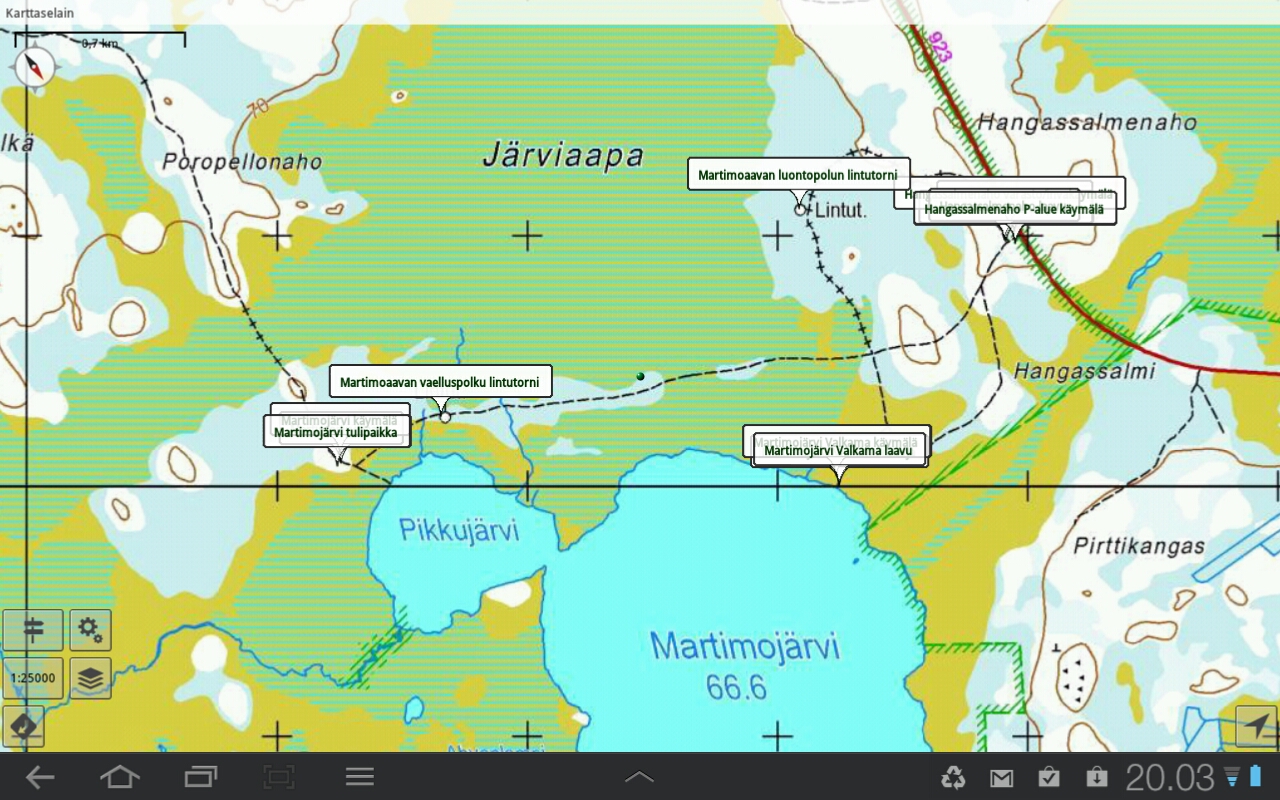 Karttaselain
0,7 km
923
70
Hangassalmenaho
lkä
Poropellonaho
Järviaapa
Martimoaavan luontopolun lintutorni
Lintut.
Hangassalmenaho P-alue käymälä
Hangassalmi
Martimoaavan vaelluspolku lintutorni
Martimojärvi käymälä
Martimojärvi tulipaikka
Martimojärvi Valkama käymälä
Martimojärvi Valkama laavu
Pikkujärvi
Pirttikangas
Martimojärvi
66.6
1:25000
20.03